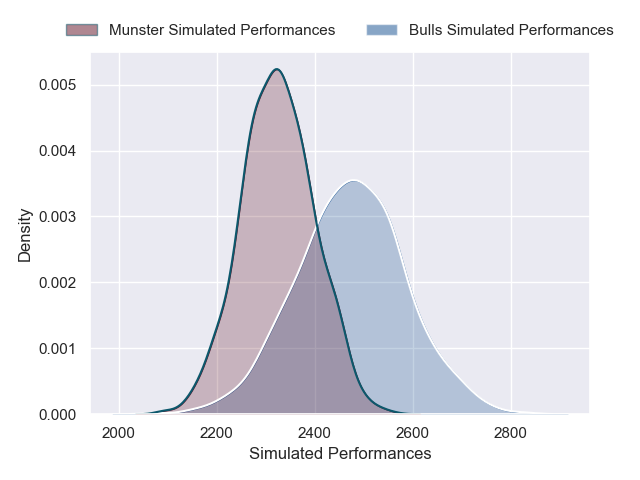 Munster Simulated Performances Bulls Simulated Performances
0.005
0.004
0.003
0.002
0.001
0.000
Density
2000 2200 2400 2600 2800
Simulated Performances